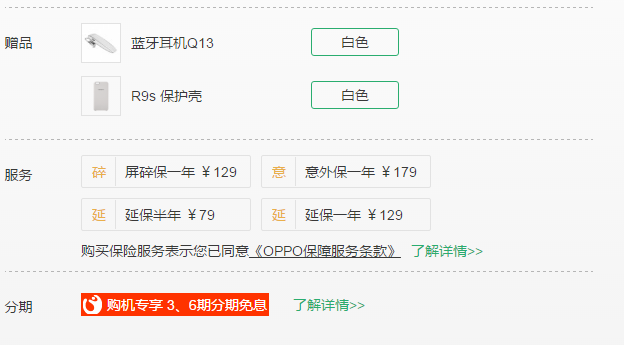 赠品 蓝牙耳机Q13 白色
R9s 保护壳 白色
服务 碎 屏碎保一年 ¥129 意 意外保一年 ¥179
延 延保半年 ¥79 延 延保一年 ¥129
购买保险服务表示您已同意《OPPO保障服务条款》 了解详情>>
分期 购机专享 3、6期分期免息 了解详情>>